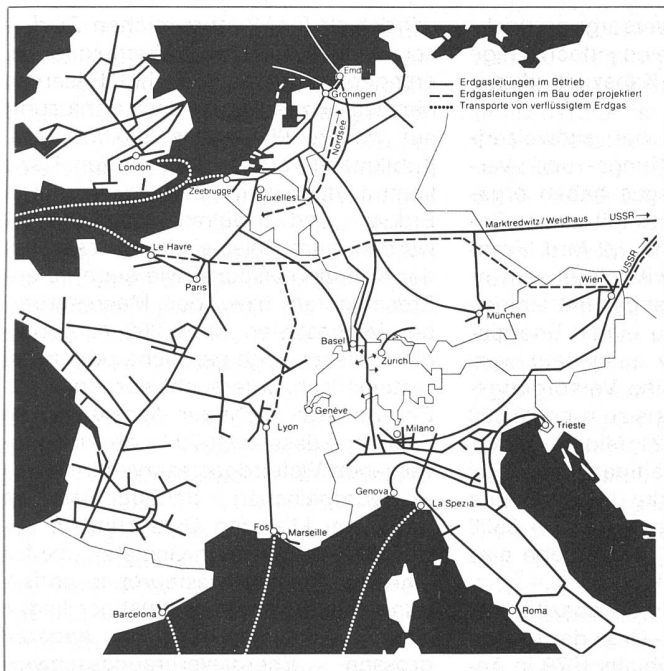 Emden
Groningen
Erdgasleitungen im Betrieb
Erdgasleitungen im Bau oder projektiert
Transporte von verflüssigtem Erdgas
Nordsee
London
Zeebrugge
Bruxelles
USSR
Marktredwitz / Weidhaus
Le Havre
USSR
Paris
Wien
München
Basel
Zürich
Genève
Lyon
Milano
Trieste
Genova
La Spezia
Fos
Marseille
Barcelona
Roma